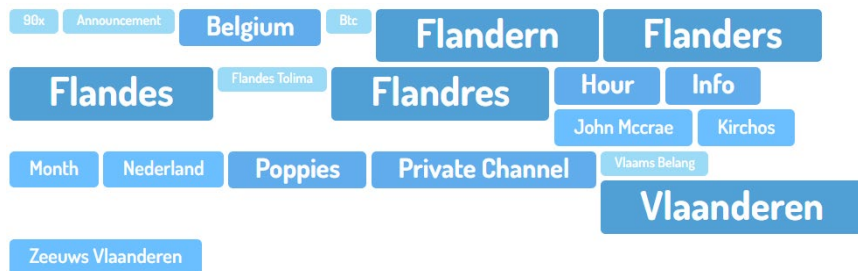 90x Announcement Belgium Btc Flandern Flanders
Flandes Flandes Tolima Flandres Hour Info
John Mccrae Kirchos
Month Nederland Poppies Private Channel Vlaams Belang
Vlaanderen
Zeeuws Vlaanderen